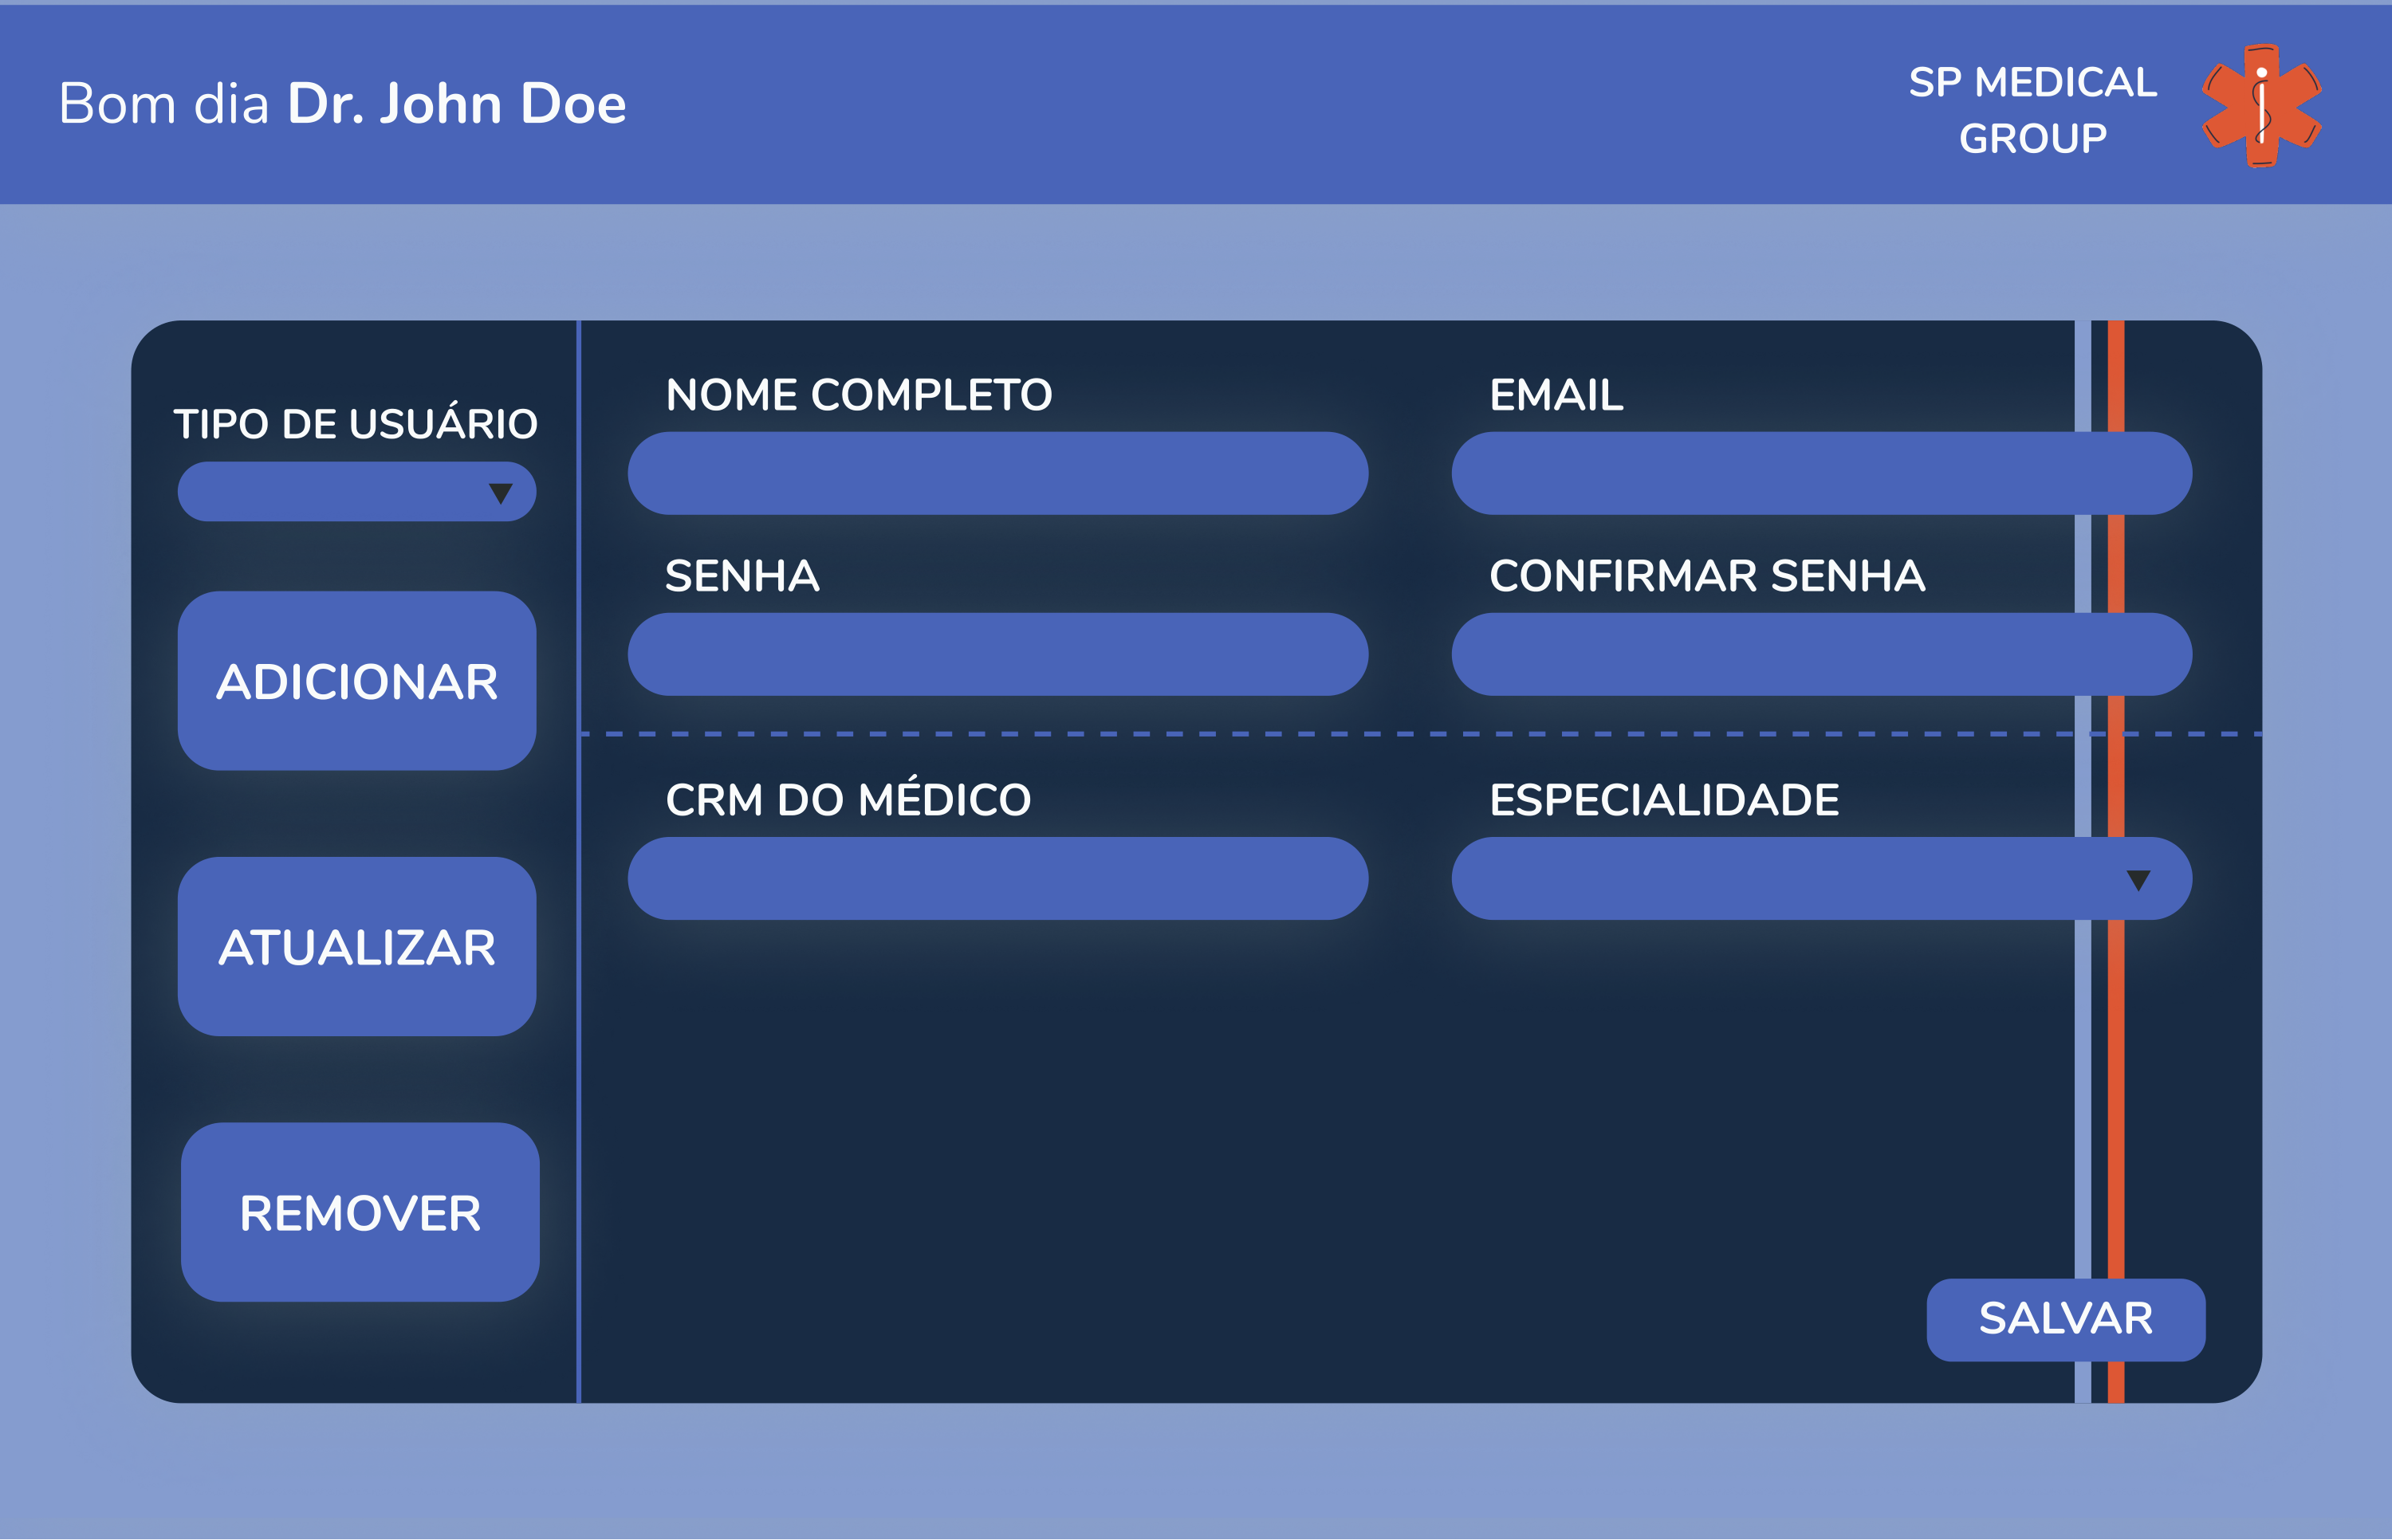 Bom dia Dr. John Doe
SP MEDICAL
GROUP
TIPO DE USUÁRIO
ADICIONAR
ATUALIZAR
REMOVER
NOME COMPLETO
EMAIL
SENHA
CONFIRMAR SENHA
CRM DO MÉDICO
ESPECIALIDADE
SALVAR